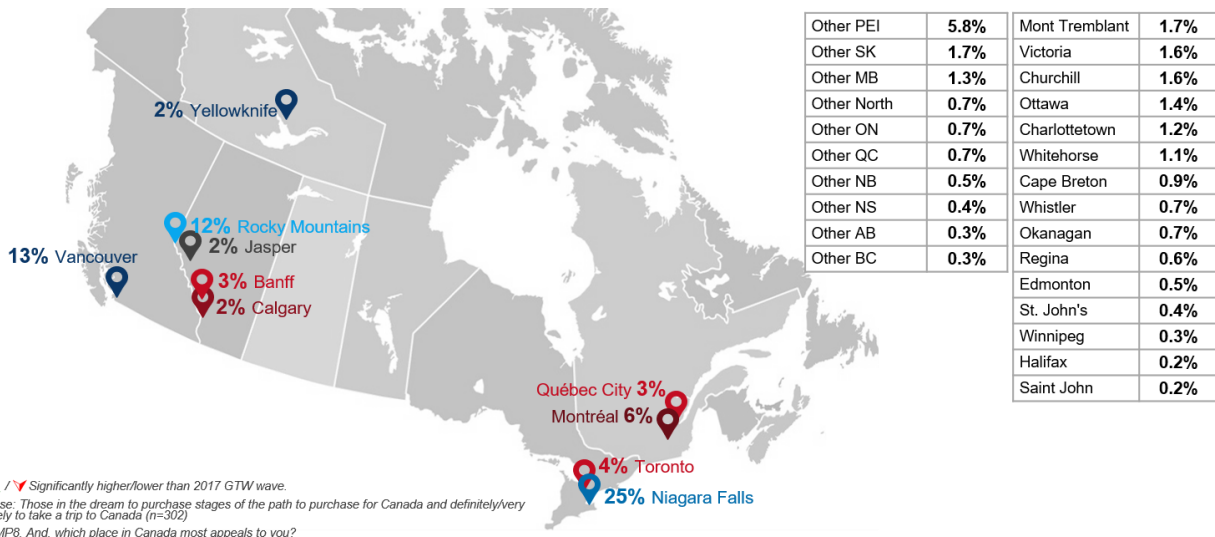 2% Yellowknife
12% Rocky Mountains
2% Jasper
13% Vancouver
3% Banff
2% Calgary
Québec City 3%
Montréal 6%
4% Toronto
25% Niagara Falls
Other PEI 5.8%
Other SK 1.7%
Other MB 1.3%
Other North 0.7%
Other ON 0.7%
Other QC 0.7%
Other NB 0.5%
Other NS 0.4%
Other AB 0.3%
Other BC 0.3%
Mont Tremblant 1.7%
Victoria 1.6%
Churchill 1.6%
Ottawa 1.4%
Charlottetown 1.2%
Whitehorse 1.1%
Cape Breton 0.9%
Whistler 0.7%
Okanagan 0.7%
Regina 0.6%
Edmonton 0.5%
St. John's 0.4%
Winnipeg 0.3%
Halifax 0.2%
Saint John 0.2%
/ Significantly higher/lower than 2017 GTW wave.
se: Those in the dream to purchase stages of the path to purchase for Canada and definitely/very
ely to take a trip to Canada (n=302)
MP8. And, which place in Canada most appeals to you?